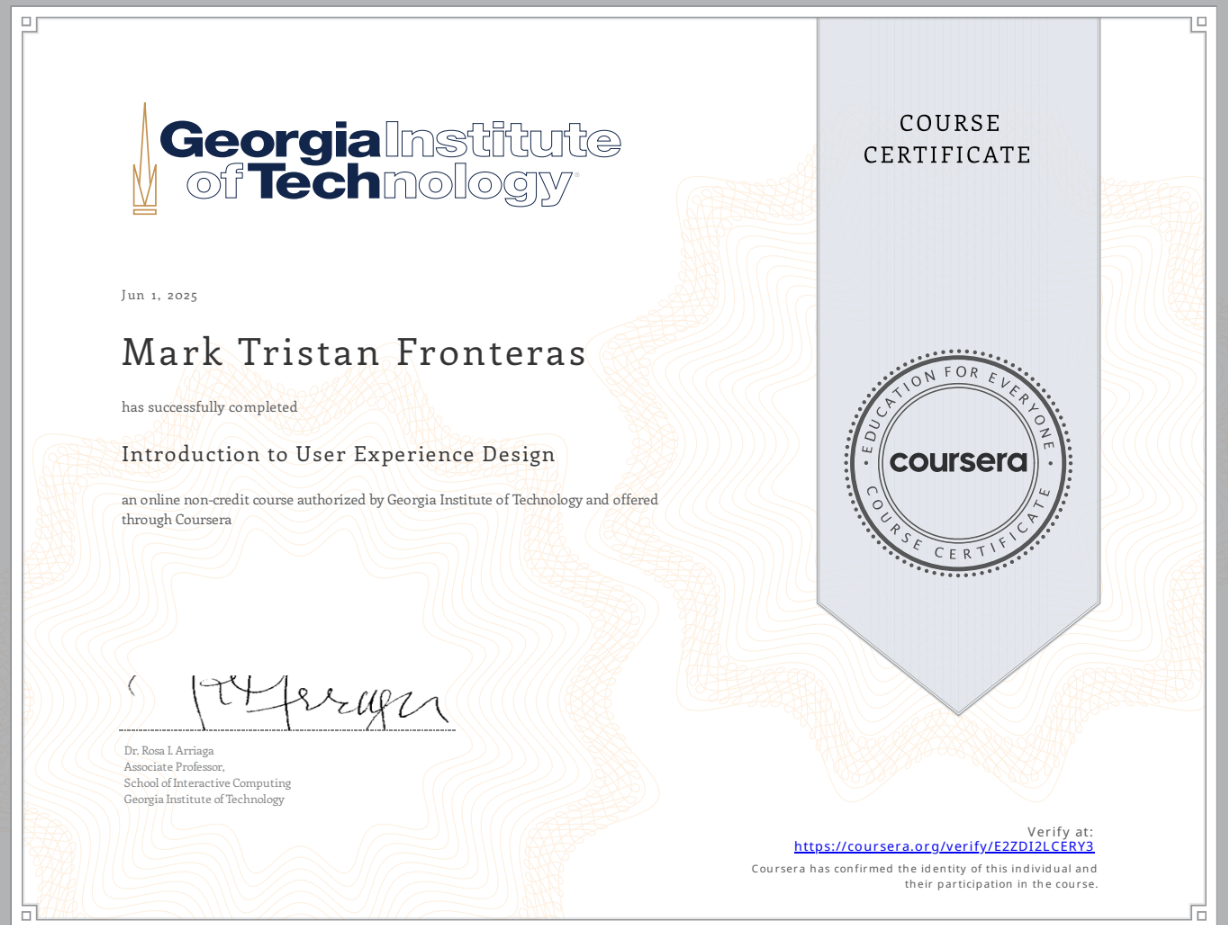 Georgia Institute
of Technology
COURSE
CERTIFICATE
Jun 1, 2025
Mark Tristan Fronteras
has successfully completed
Introduction to User Experience Design
an online non-credit course authorized by Georgia Institute of Technology and offered
through Coursera
EDUCATION FOR EVERYONE
coursera
COURSE CERTIFICATE
Dr. Rosa I. Arriaga
Associate Professor,
School of Interactive Computing
Georgia Institute of Technology
Verify at:
https://coursera.org/verify/E2ZDI2LCERY3
Coursera has confirmed the identity of this individual and
their participation in the course.